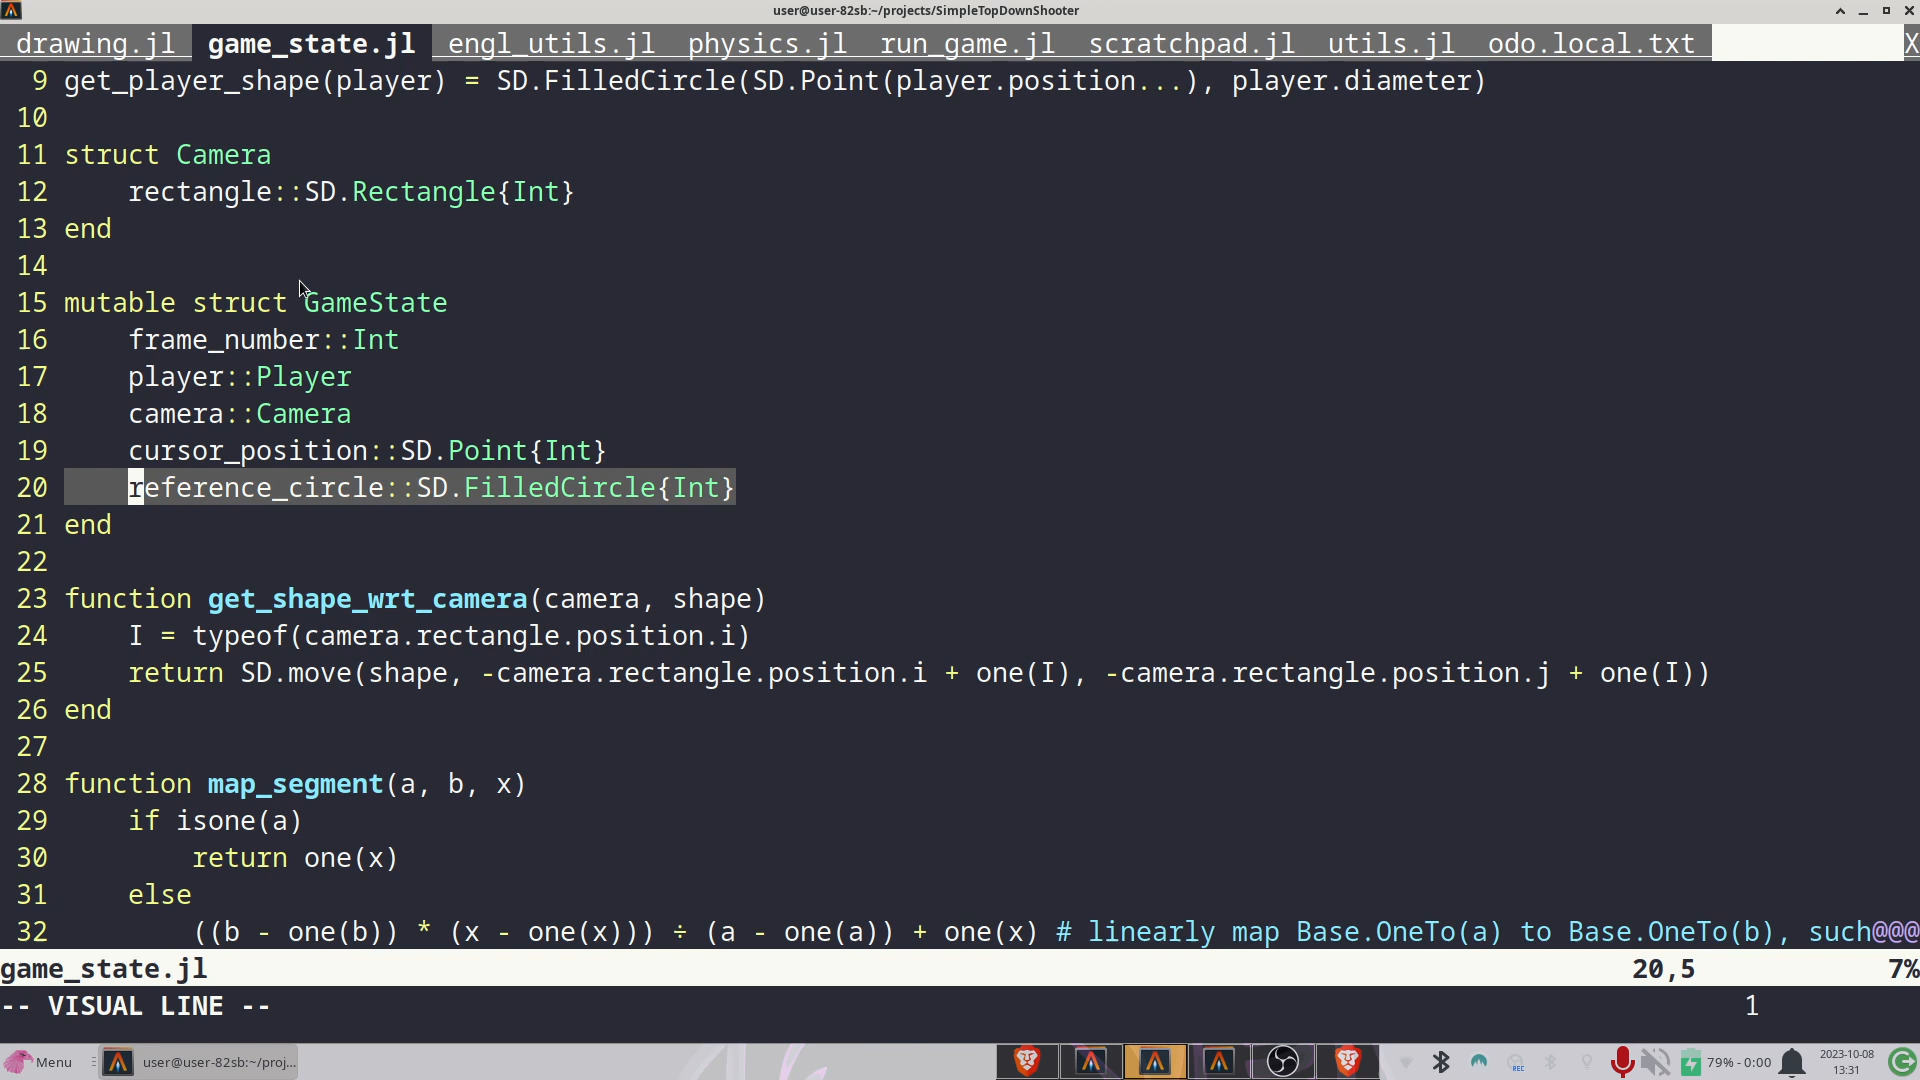 user@user-82sb:~/projects/SimpleTopDownShooter
drawing.jl game_state.jl engl_utils.jl physics.jl run_game.jl scratchpad.jl utils.jl odo.local.txt X
9 get_player_shape(player) = SD.FilledCircle(SD.Point(player.position...), player.diameter)
10
11 struct Camera
12     rectangle::SD.Rectangle{Int}
13 end
14
15 mutable struct GameState
16     frame_number::Int
17     player::Player
18     camera::Camera
19     cursor_position::SD.Point{Int}
20     reference_circle::SD.FilledCircle{Int}
21 end
22
23 function get_shape_wrt_camera(camera, shape)
24     I = typeof(camera.rectangle.position.i)
25     return SD.move(shape, -camera.rectangle.position.i + one(I), -camera.rectangle.position.j + one(I))
26 end
27
28 function map_segment(a, b, x)
29     if isone(a)
30         return one(x)
31     else
32         ((b - one(b)) * (x - one(x))) ÷ (a - one(a)) + one(x) # linearly map Base.OneTo(a) to Base.OneTo(b), such@@@
game_state.jl 20,5 7%
-- VISUAL LINE -- 1
Menu user@user-82sb:~/proj... REC 79% - 0:00 2023-10-08
13:31